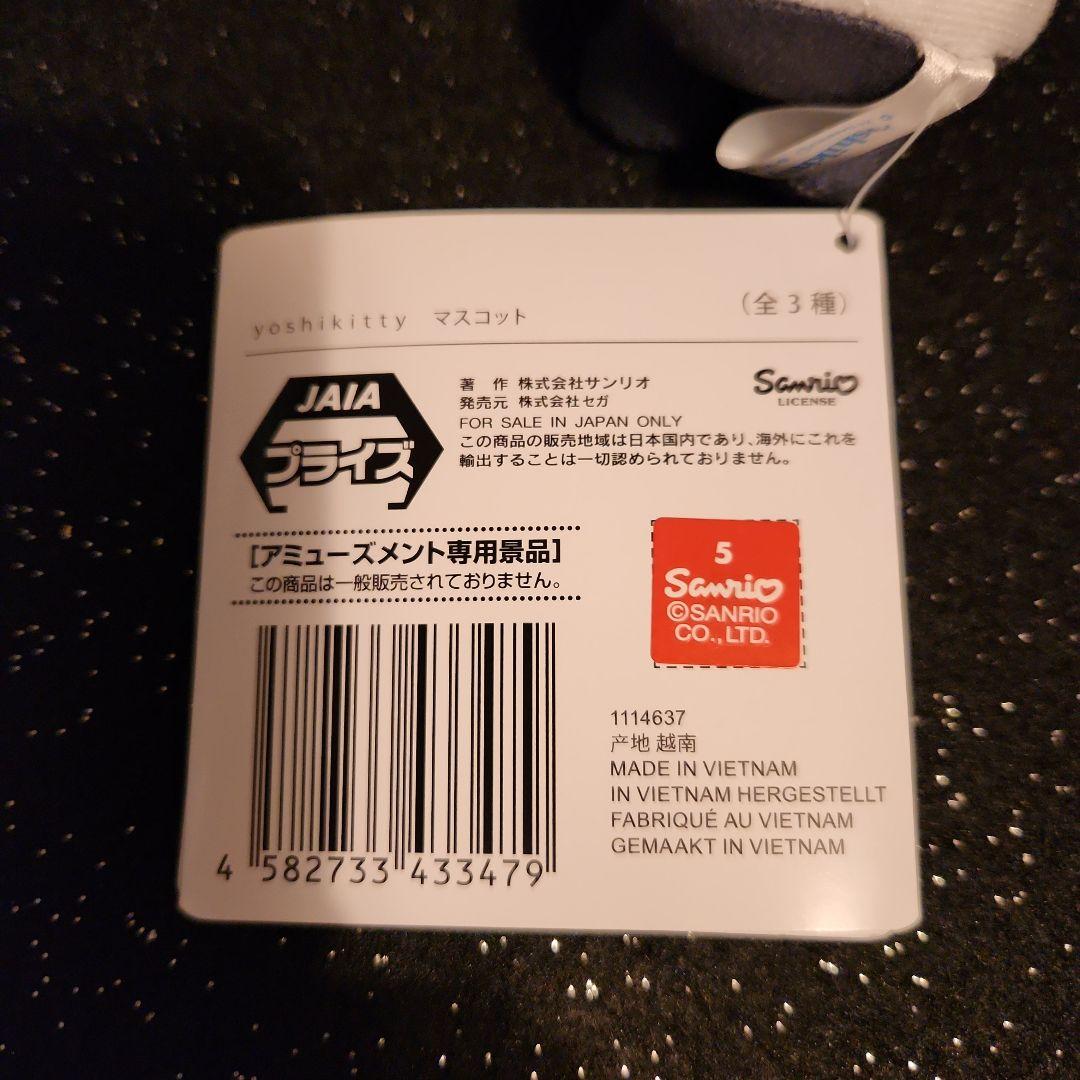 yoshikitty マスコット （全3種）
JAIA
プライズ
著 作 株式会社サンリオ
発売元 株式会社セガ
FOR SALE IN JAPAN ONLY
この商品の販売地域は日本国内であり、海外にこれを
輸出することは一切認められておりません。
Sanrio
LICENSE
［アミューズメント専用景品］
この商品は一般販売されておりません。
5
Sanrio
©SANRIO
CO.,LTD.
4 582733 433479
1114637
产地 越南
MADE IN VIETNAM
IN VIETNAM HERGESTELLT
FABRIQUÉ AU VIETNAM
GEMAAKT IN VIETNAM